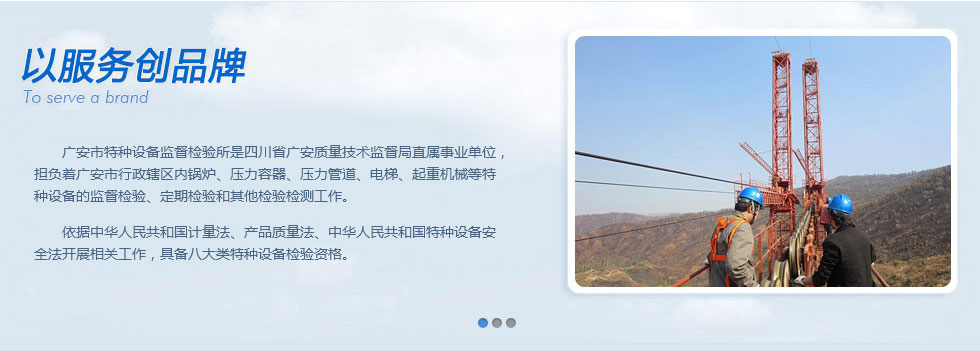 以服务创品牌
To serve a brand
广安市特种设备监督检验所是四川省广安质量技术监督局直属事业单位，
担负着广安市行政辖区内锅炉、压力容器、压力管道、电梯、起重机械等特
种设备的监督检验、定期检验和其他检验检测工作。
依据中华人民共和国计量法、产品质量法、中华人民共和国特种设备安
全法开展相关工作，具备八大类特种设备检验资格。